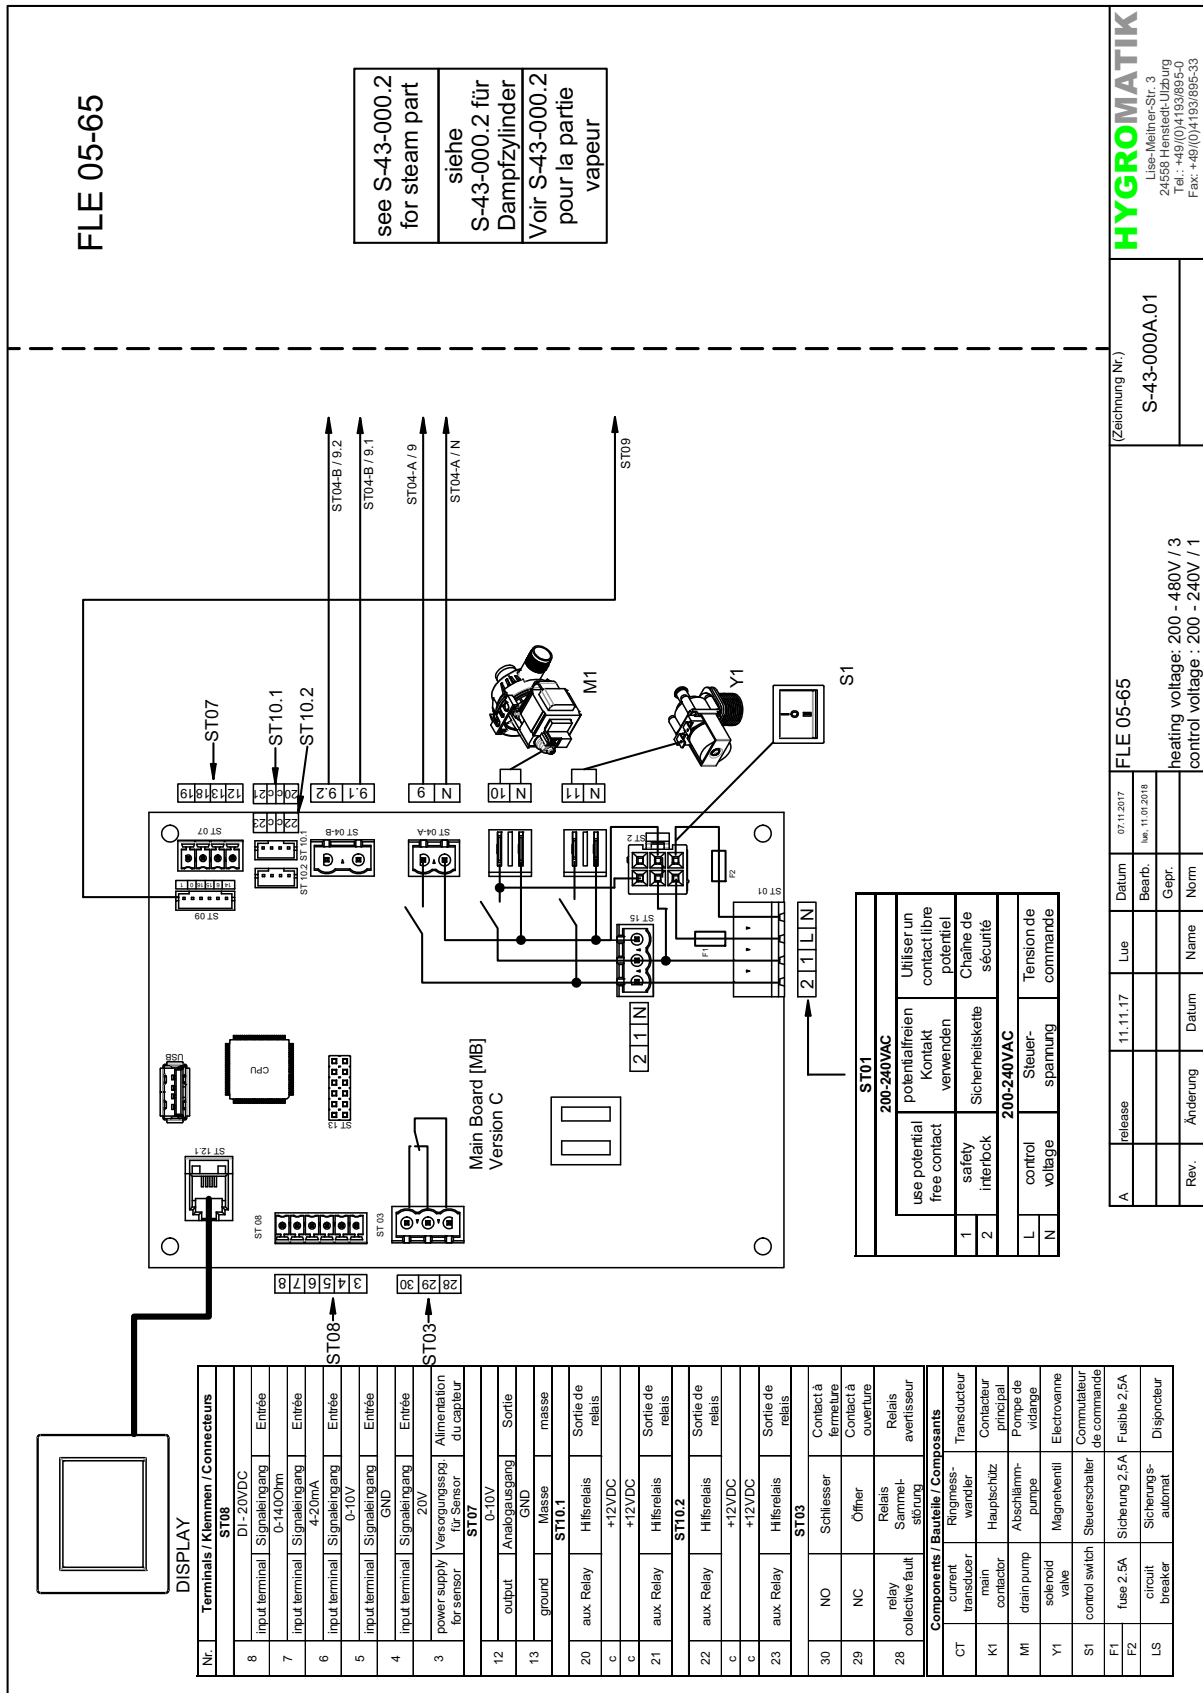 FLE 05-65
see S-43-000.2
for steam part
siehe
S-43-000.2 für
Dampfzylinder
Voir S-43-000.2
pour la partie
vapeur
ST04-B / 9.2
ST04-B / 9.1
ST04-A / 9
ST04-A / N
ST09
ST07
ST10.1
ST10.2
M1
Y1
S1
12 13 18 19
20 c c 21
22 c c 23
9.1 9.2
N 9
N 10
N 11
ST 07
ST 10.1
ST 10.2
ST 04-B
ST 04-A
ST 2
ST 09
1 0 16 15 6 14
F2
F1
ST 01
ST 15
2 1 N
2 1 L N
USB
CPU
ST 12.1
ST 13
Main Board [MB]
Version C
ST 08
ST 03
8 7 6 5 4 3
30 29 28
ST08
ST03
DISPLAY
Nr. Terminals / Klemmen / Connecteurs
ST08
8 DI - 20VDC
input terminal Signaleingang Entrée
7 0-140Ohm
input terminal Signaleingang Entrée
6 4-20mA
input terminal Signaleingang Entrée
5 0-10V
input terminal Signaleingang Entrée
4 GND
input terminal Signaleingang Entrée
3 20V
power supply for sensor Versorgungsspg. für Sensor Alimentation du capteur
ST07
12 0-10V
output Analogausgang Sortie
13 GND
ground Masse masse
ST10.1
20 aux. Relay Hilfsrelais Sortie de relais
c +12VDC
c +12VDC
21 aux. Relay Hilfsrelais Sortie de relais
ST10.2
22 aux. Relay Hilfsrelais Sortie de relais
c +12VDC
c +12VDC
23 aux. Relay Hilfsrelais Sortie de relais
ST03
30 NO Schliesser Contact à fermeture
29 NC Öffner Contact à ouverture
28 relay collective fault Relais Sammel- störung Relais avertisseur
Components / Bauteile / Composants
CT current transducer Ringmess- wandler Transducteur
K1 main contactor Hauptschütz Contacteur principal
M1 drain pump Abschlämm- pumpe Pompe de vidange
Y1 solenoid valve Magnetventil Electrovanne
S1 control switch Steuerschalter Commutateur de commande
F1
F2 fuse 2.5A Sicherung 2,5A Fusible 2,5A
LS circuit breaker Sicherungs- automat Disjoncteur
ST01
200-240VAC
use potential free contact potentialfreien Kontakt verwenden Utiliser un contact libre potentiel
1
2 safety interlock Sicherheitskette Chaîne de sécurité
200-240VAC
L
N control voltage Steuer- spannung Tension de commande
A release 11.11.17 Lue
Rev. Änderung Datum Name
Datum 07.11.2017
Bearb. lue, 11.01.2018
Gepr.
Norm
FLE 05-65
heating voltage: 200 - 480V / 3
control voltage : 200 - 240V / 1
(Zeichnung Nr.)
S-43-000A.01
HYGROMATIK
Lise-Meitner-Str. 3
24558 Henstedt-Ulzburg
Tel.: +49/(0)4193/895-0
Fax: +49/(0)4193/895-33